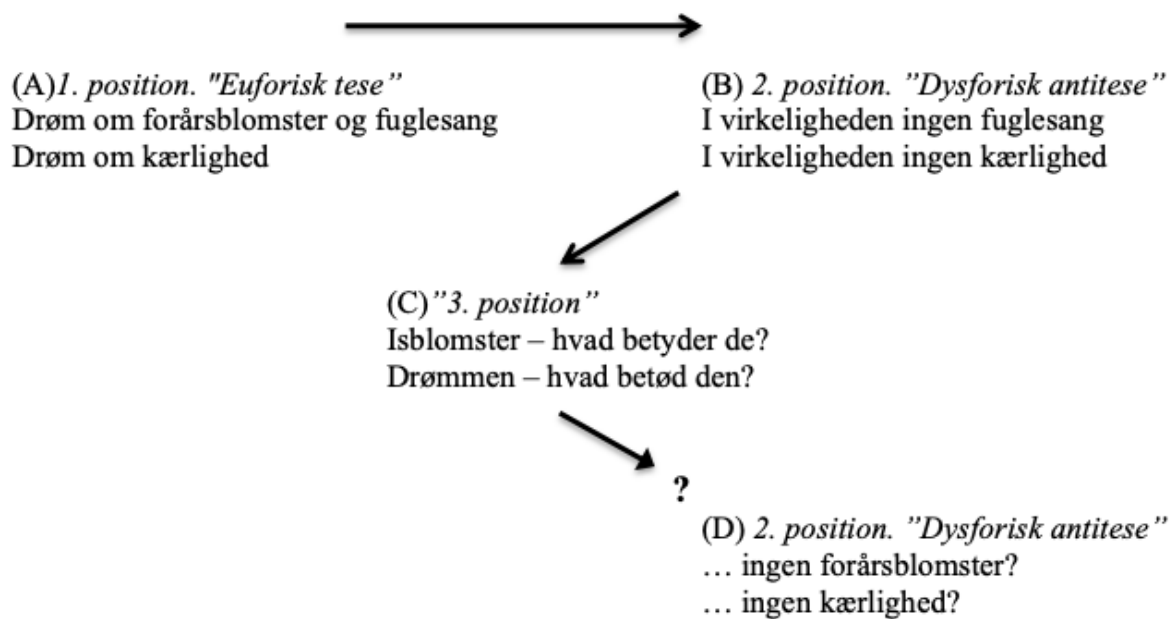 (A)1. position. "Euforisk tese”
Drøm om forårsblomster og fuglesang
Drøm om kærlighed
(B) 2. position. ”Dysforisk antitese”
I virkeligheden ingen fuglesang
I virkeligheden ingen kærlighed
(C)”3. position”
Isblomster – hvad betyder de?
Drømmen – hvad betød den?
?
(D) 2. position. ”Dysforisk antitese”
… ingen forårsblomster?
… ingen kærlighed?